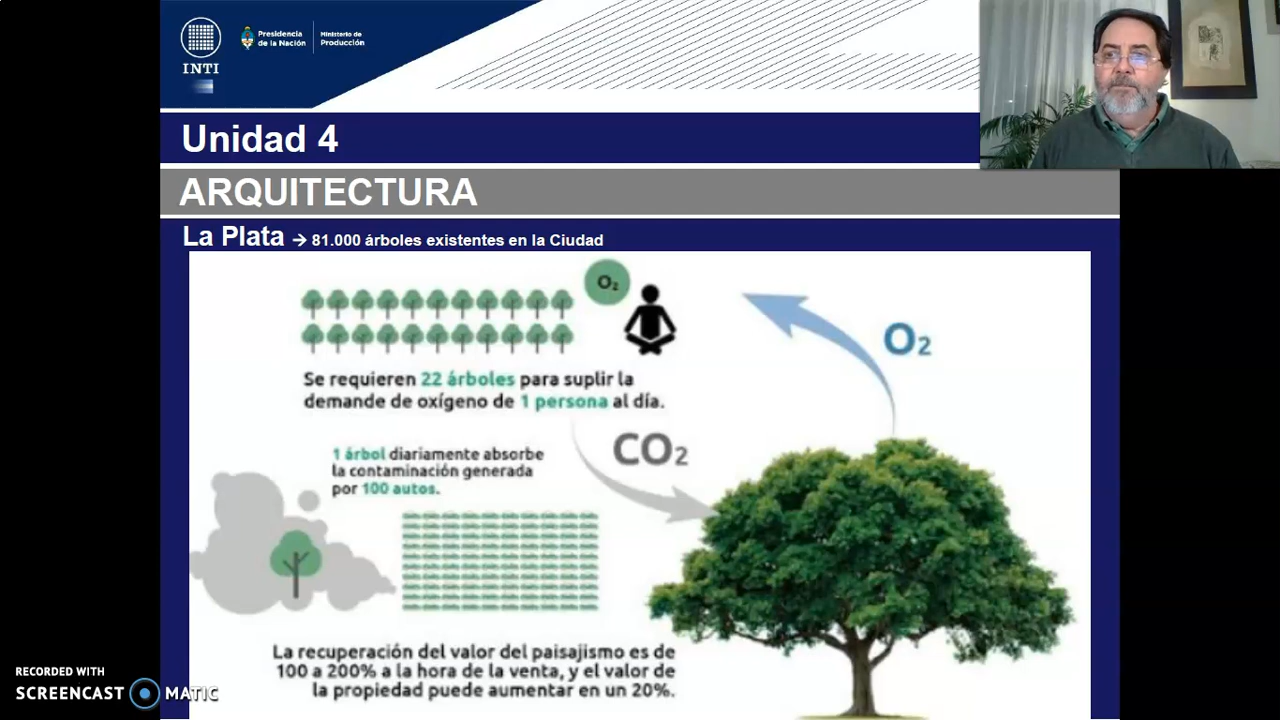 INTI
Presidencia
de la Nación
Ministerio de
Producción
Unidad 4
ARQUITECTURA
La Plata → 81.000 árboles existentes en la Ciudad
O₂
Se requieren 22 árboles para suplir la
demande de oxígeno de 1 persona al día.
O₂
CO₂
1 árbol diariamente absorbe
la contaminación generada
por 100 autos.
La recuperación del valor del paisajismo es de
100 a 200% a la hora de la venta, y el valor de
la propiedad puede aumentar en un 20%.
RECORDED WITH
SCREENCAST MATIC